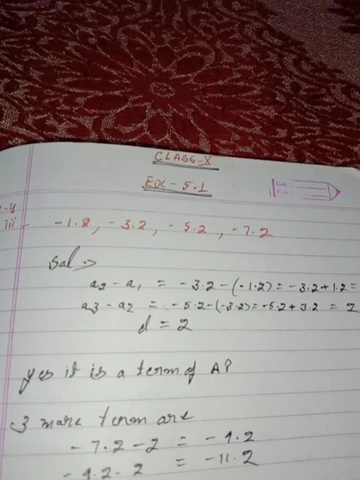 CLASS-X
EX - 5.1
iii -1.2, -3.2, -5.2, -7.2
Sol :-
a2 - a1 = -3.2-(-1.2) = -3.2+1.2 =
a3 - a2 = -5.2-(-3.2) = -5.2+3.2 = 2
d = 2
yes it is a term of AP
3 more term are
-7.2-2 = -9.2
-9.2-2 = -11.2